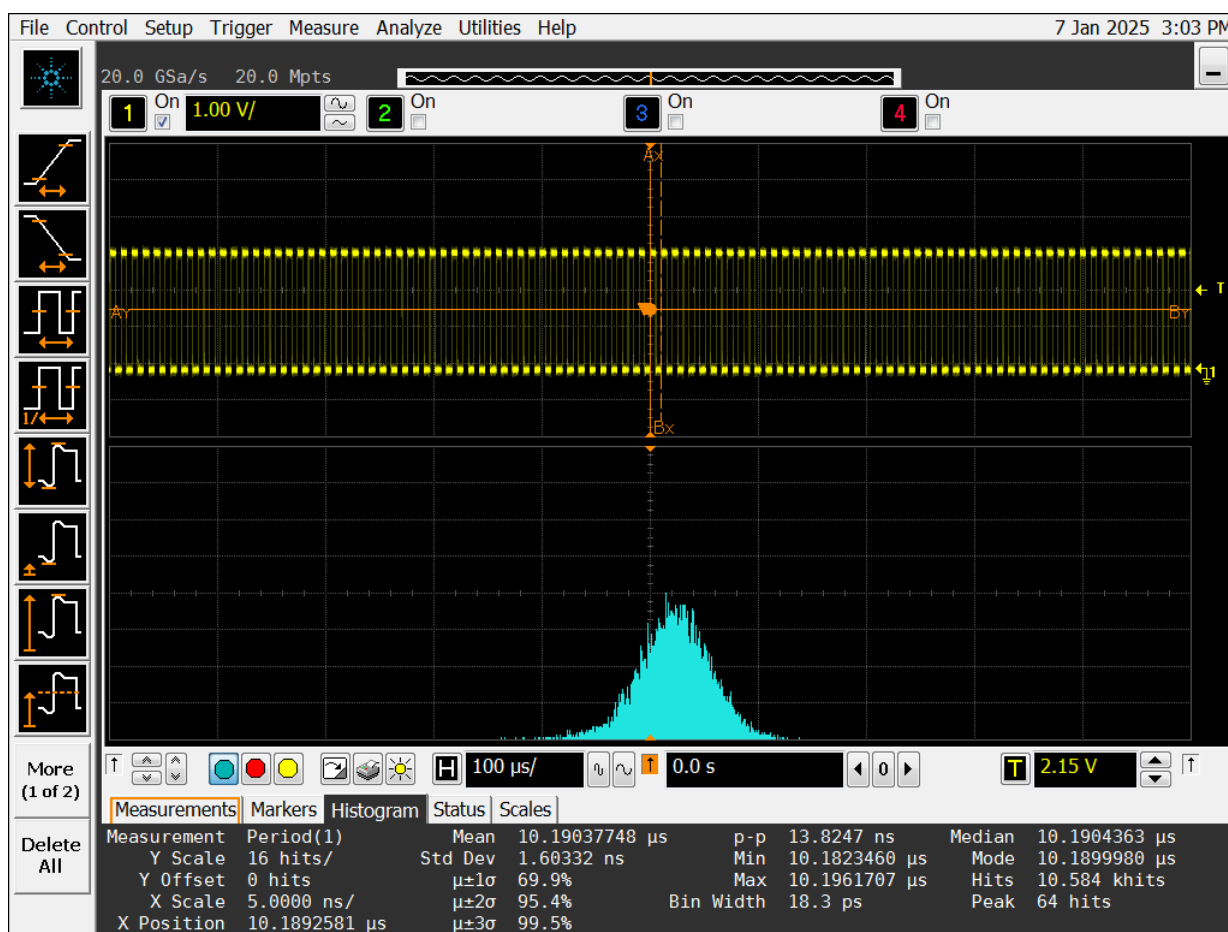 File Control Setup Trigger Measure Analyze Utilities Help 7 Jan 2025 3:03 PM
20.0 GSa/s 20.0 Mpts
1 On 1.00 V/ 2 On 3 On 4 On
Ax
T
Ay By
1
Bx
1/
More
(1 of 2)
Delete
All
H 100 µs/ 0.0 s 0 T 2.15 V
Measurements Markers Histogram Status Scales
Measurement Period(1) Mean 10.19037748 µs p-p 13.8247 ns Median 10.1904363 µs
Y Scale 16 hits/ Std Dev 1.60332 ns Min 10.1823460 µs Mode 10.1899980 µs
Y Offset 0 hits µ±1σ 69.9% Max 10.1961707 µs Hits 10.584 khits
X Scale 5.0000 ns/ µ±2σ 95.4% Bin Width 18.3 ps Peak 64 hits
X Position 10.1892581 µs µ±3σ 99.5%